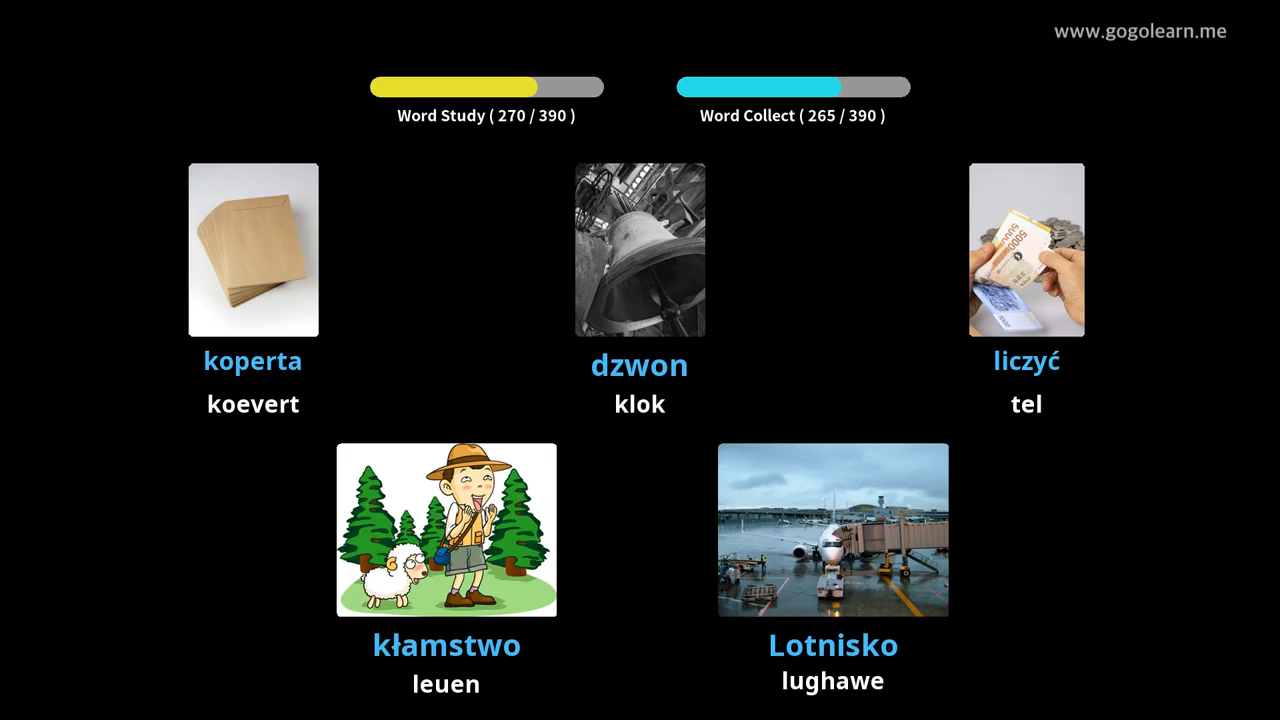 www.gogolearn.me
Word Study ( 270 / 390 )
Word Collect ( 265 / 390 )
koperta
dzwon
liczyć
koevert
klok
tel
kłamstwo
Lotnisko
leuen
lughawe